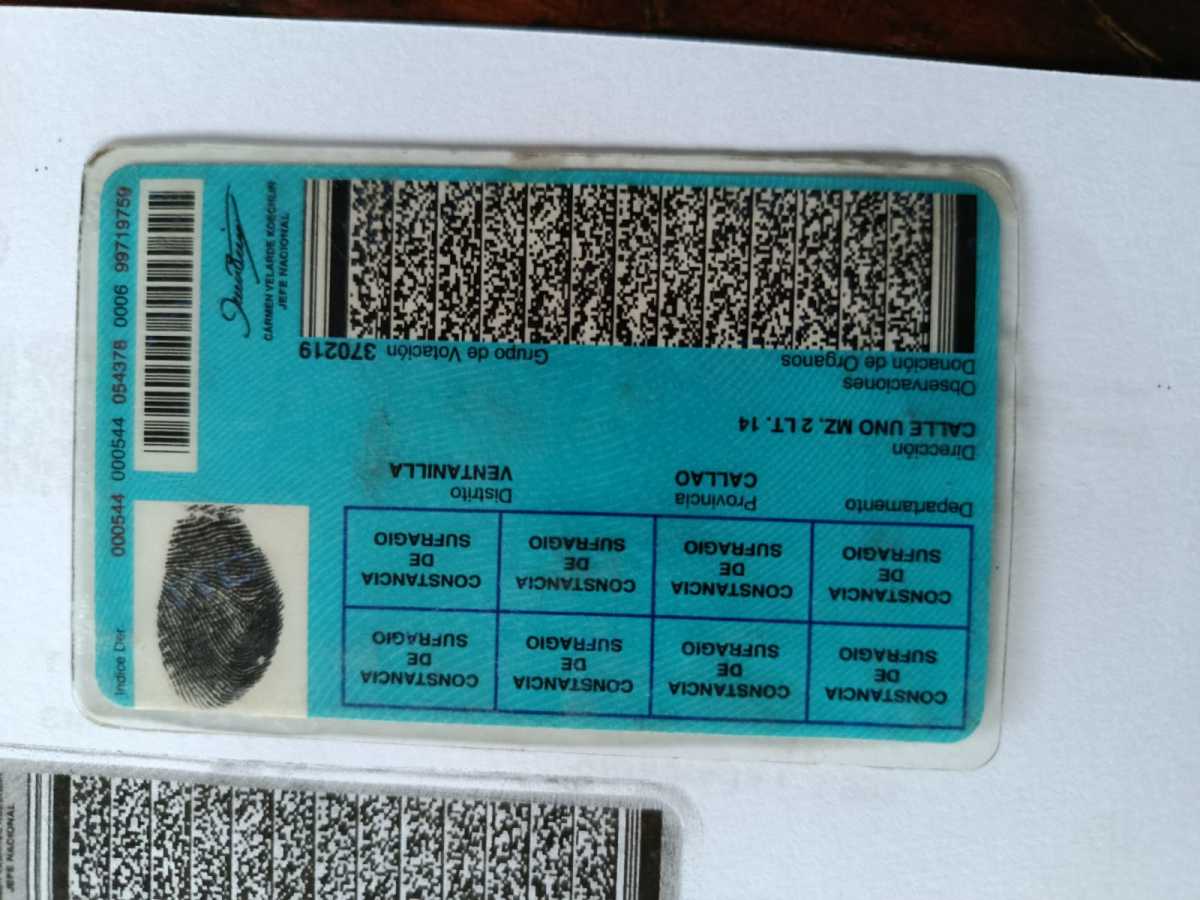 CONSTANCIA CONSTANCIA CONSTANCIA CONSTANCIA
DE DE DE DE
SUFRAGIO SUFRAGIO SUFRAGIO SUFRAGIO
CONSTANCIA CONSTANCIA CONSTANCIA CONSTANCIA
DE DE DE DE
SUFRAGIO SUFRAGIO SUFRAGIO SUFRAGIO
Departamento Provincia Distrito
CALLAO VENTANILLA
Dirección
CALLE UNO MZ. 2 LT. 14
Observaciones
Donación de Órganos Grupo de Votación 370219
CARMEN VELARDE KOECHLIN
JEFE NACIONAL
Indice Der 000544 000544 054378 0006 99719759
JEFE NACIONAL